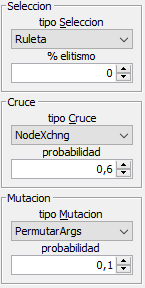 Seleccion
tipo Seleccion
Ruleta
% elitismo
0
Cruce
tipo Cruce
NodeXchng
probabilidad
0,6
Mutacion
tipo Mutacion
PermutarArgs
probabilidad
0,1